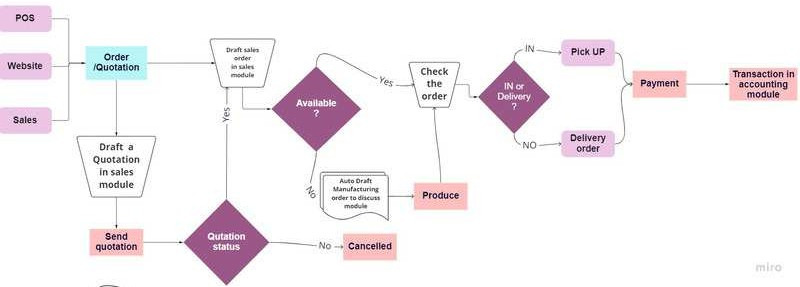 POS
Website
Sales
Order
/Quotation
Draft a
Quotation
in sales
module
Send
quotation
Draft sales
order
in sales
module
Yes
Qutation
status
No
Cancelled
Available
?
Yes
No
Auto Draft
Manufacturing
order to discuss
module
Produce
Check
the
order
IN or
Delivery
?
IN
NO
Pick UP
Delivery
order
Payment
Transaction in
accounting
module
miro